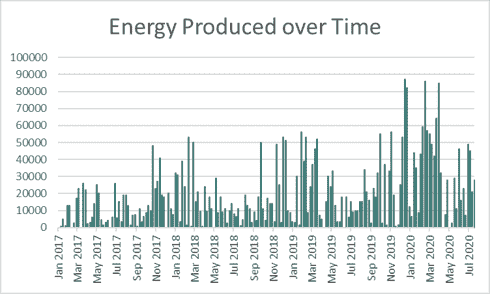 Energy Produced over Time
100000
90000
80000
70000
60000
50000
40000
30000
20000
10000
0
Jan 2017
Mar 2017
May 2017
Jul 2017
Sep 2017
Nov 2017
Jan 2018
Mar 2018
May 2018
Jul 2018
Sep 2018
Nov 2018
Jan 2019
Mar 2019
May 2019
Jul 2019
Sep 2019
Nov 2019
Jan 2020
Mar 2020
May 2020
Jul 2020